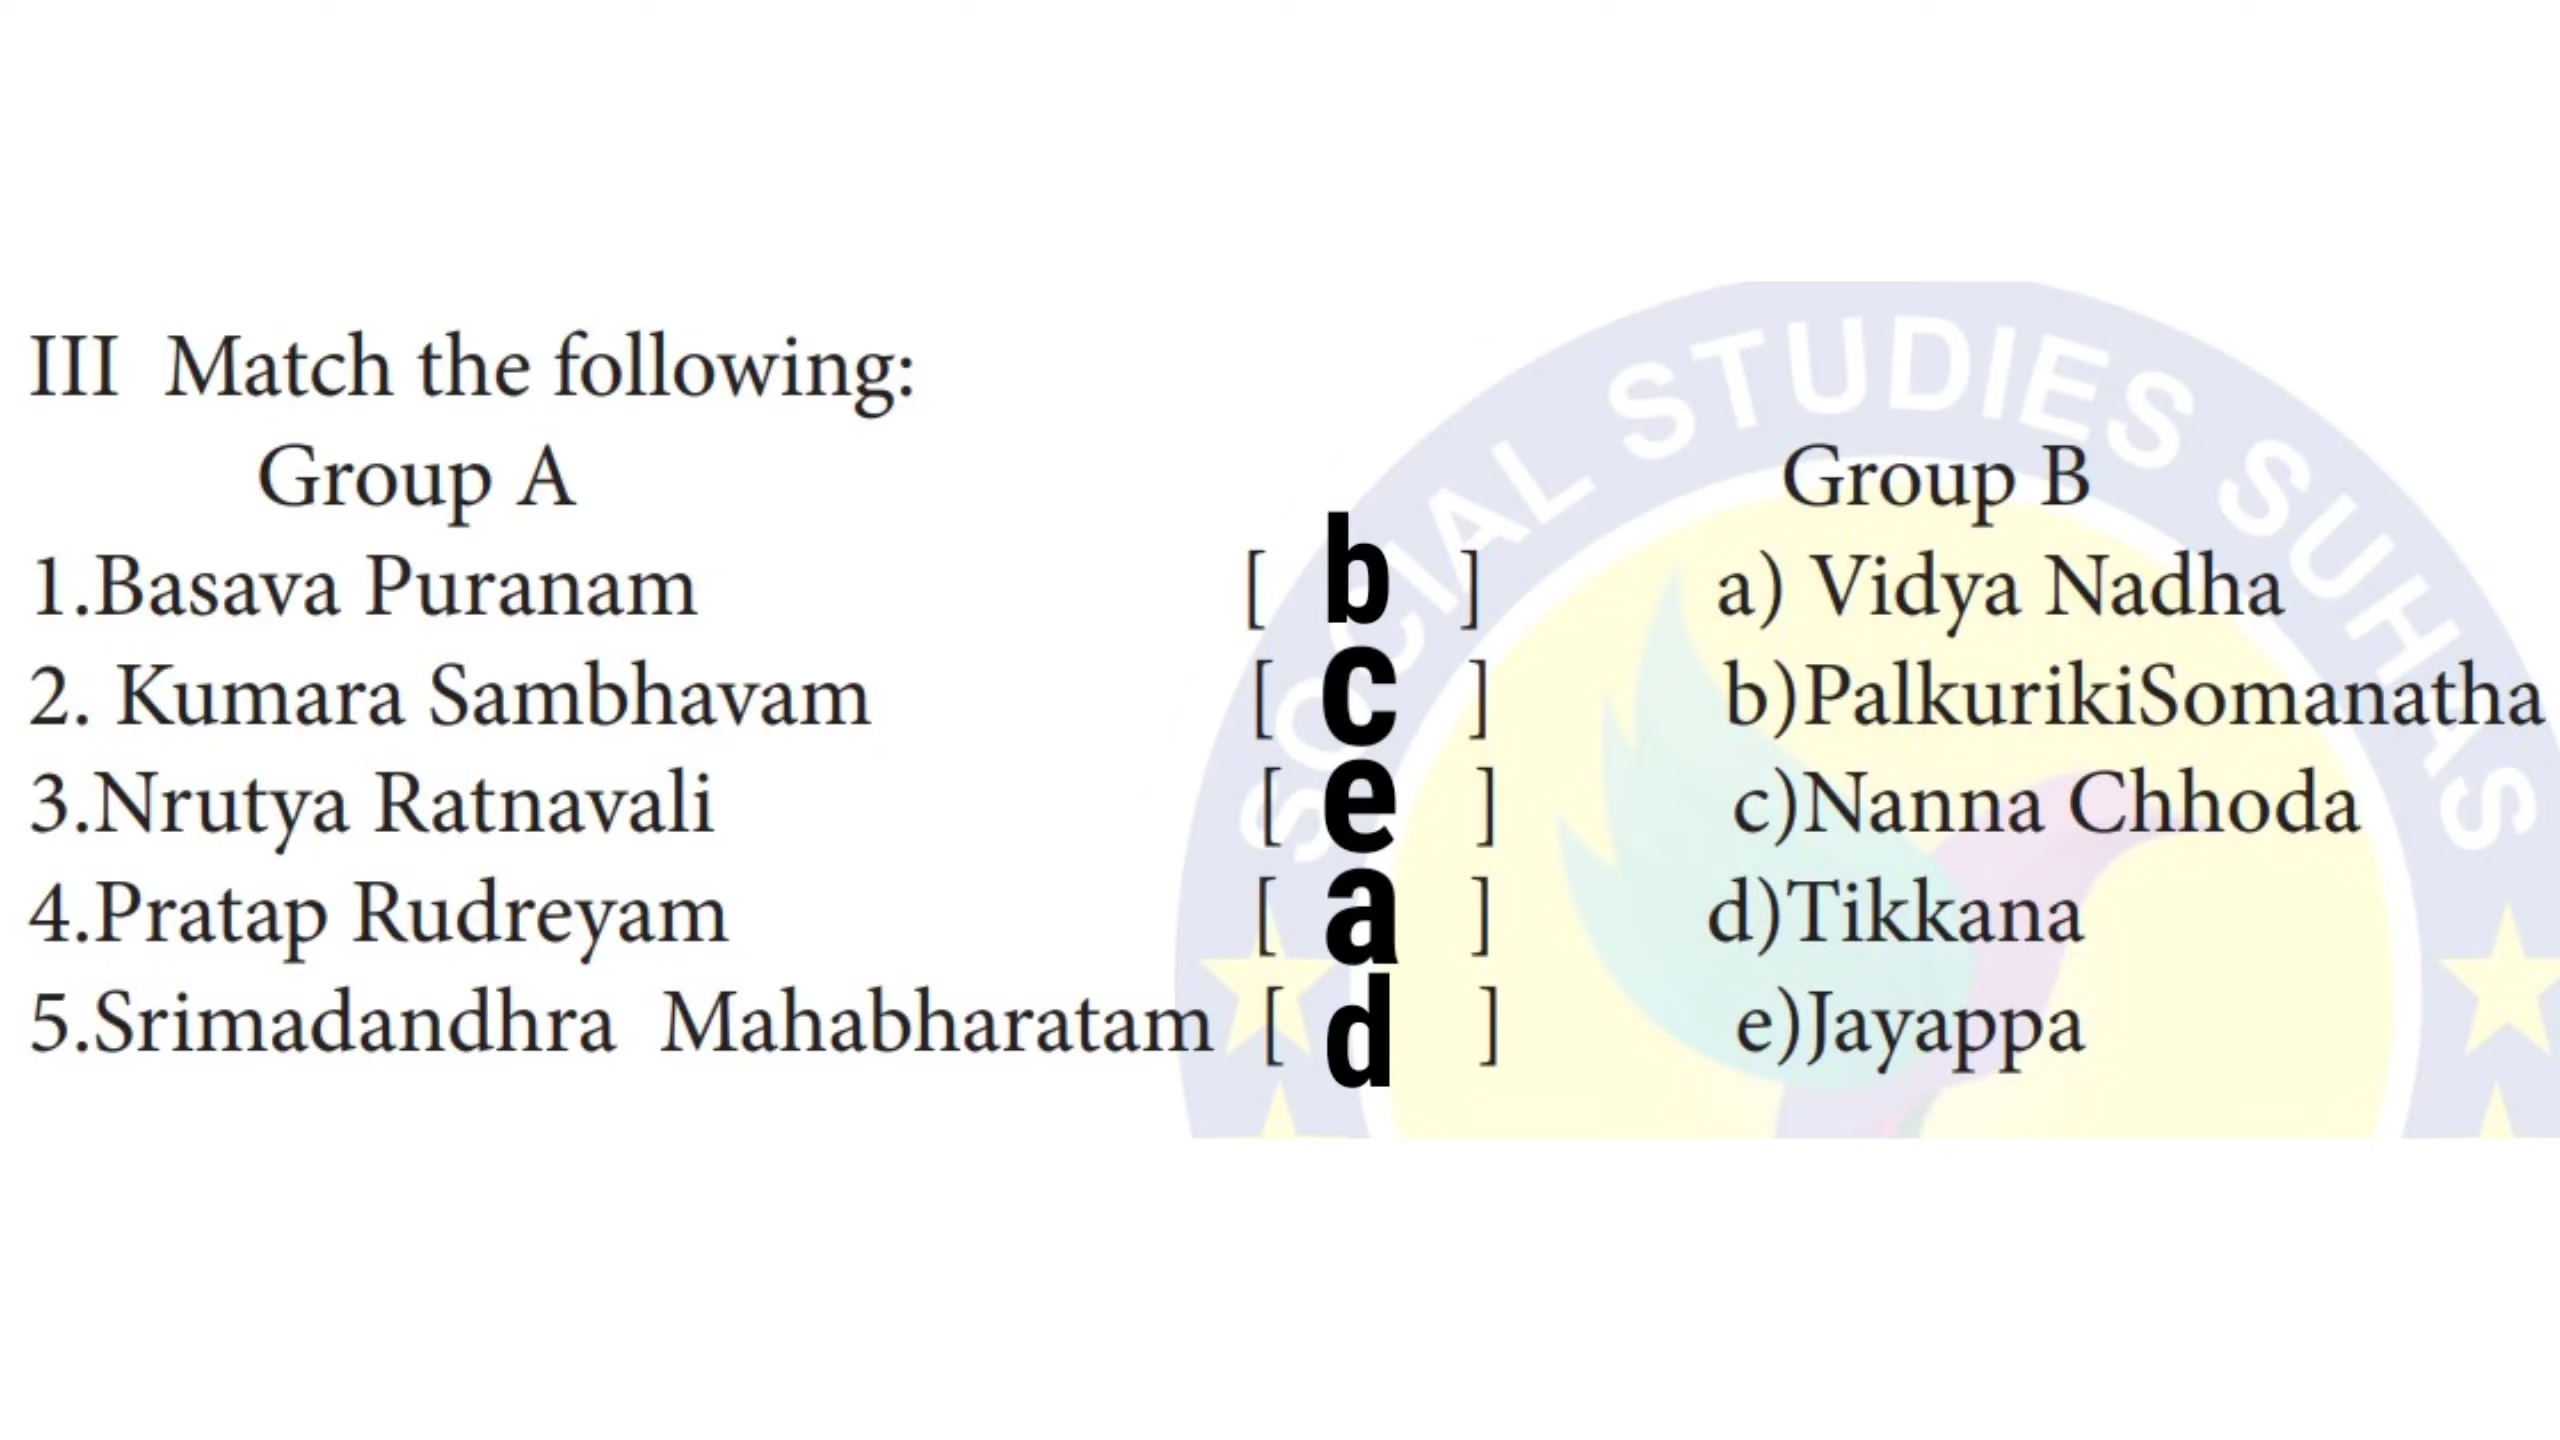 SOCIAL STUDIES SUHAS
III Match the following:
Group A Group B
1.Basava Puranam [ b ] a) Vidya Nadha
2. Kumara Sambhavam [ c ] b)PalkurikiSomanatha
3.Nrutya Ratnavali [ e ] c)Nanna Chhoda
4.Pratap Rudreyam [ a ] d)Tikkana
5.Srimadandhra Mahabharatam [ d ] e)Jayappa